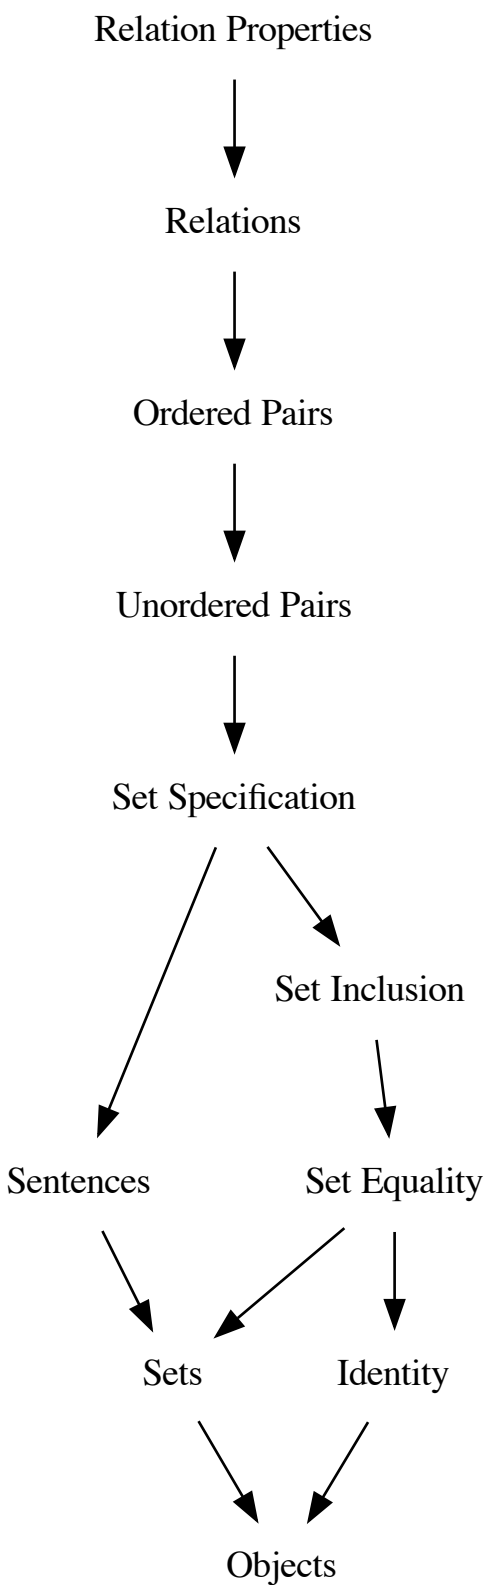 Relation Properties
Relations
Ordered Pairs
Unordered Pairs
Set Specification
Set Inclusion
Sentences
Set Equality
Sets
Identity
Objects